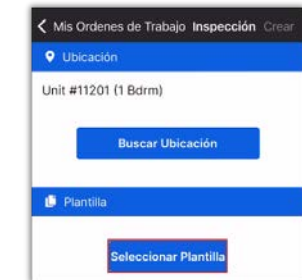 Mis Ordenes de Trabajo Inspección Crear
Ubicación
Unit #11201 (1 Bdrm)
Buscar Ubicación
Plantilla
Seleccionar Plantilla